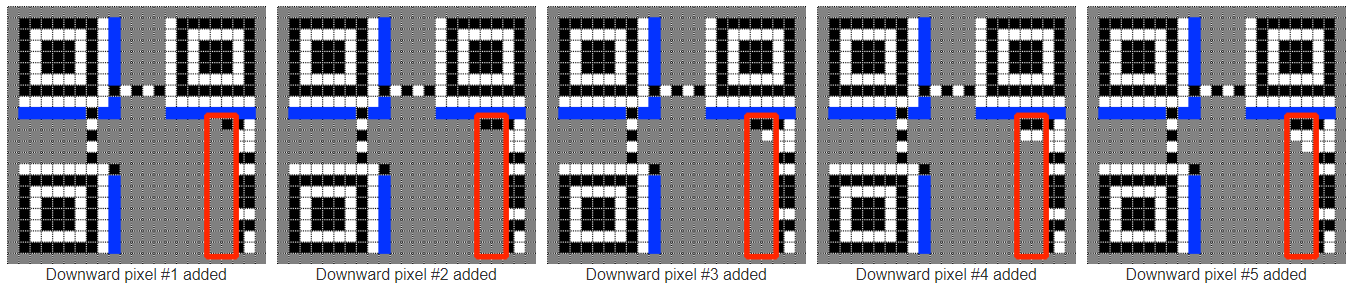 Downward pixel #1 added
Downward pixel #2 added
Downward pixel #3 added
Downward pixel #4 added
Downward pixel #5 added